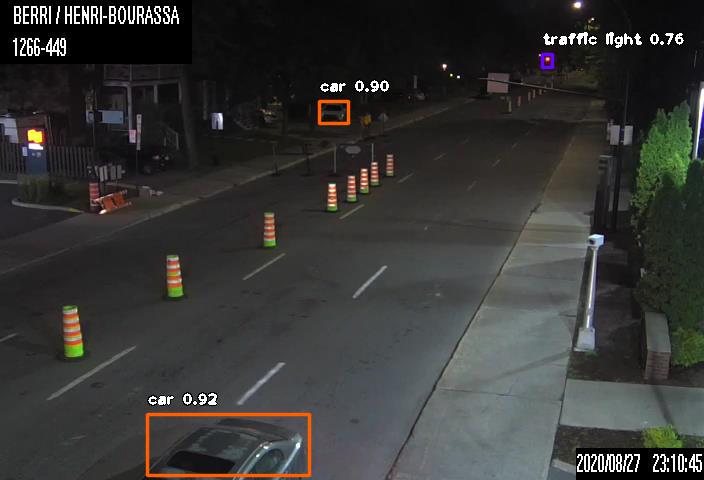 BERRI / HENRI-BOURASSA
1266-449
traffic light 0.76
car 0.90
car 0.92
2020/08/27 23:10:45